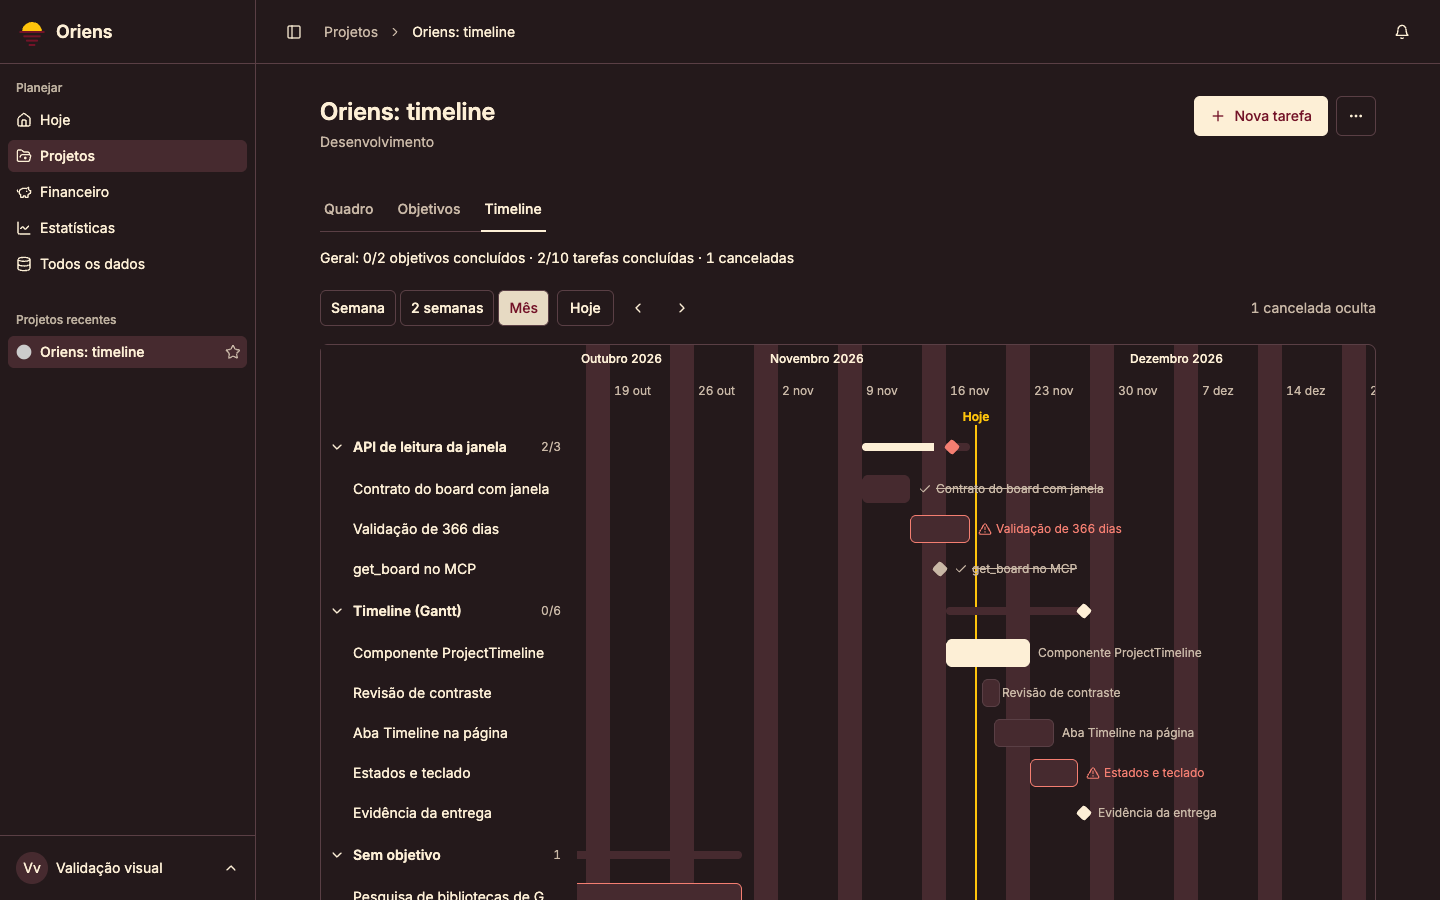 Oriens
Projetos
Oriens: timeline
Planejar
Hoje
Projetos
Financeiro
Estatísticas
Todos os dados
Projetos recentes
Oriens: timeline
Vv
Validação visual
Oriens: timeline
Desenvolvimento
Nova tarefa
Quadro
Objetivos
Timeline
Geral: 0/2 objetivos concluídos · 2/10 tarefas concluídas · 1 canceladas
Semana
2 semanas
Mês
Hoje
1 cancelada oculta
Outubro 2026
Novembro 2026
Dezembro 2026
19 out
26 out
2 nov
9 nov
16 nov
23 nov
30 nov
7 dez
14 dez
Hoje
API de leitura da janela 2/3
Contrato do board com janela
Contrato do board com janela
Validação de 366 dias
Validação de 366 dias
get_board no MCP
get_board no MCP
Timeline (Gantt) 0/6
Componente ProjectTimeline
Componente ProjectTimeline
Revisão de contraste
Revisão de contraste
Aba Timeline na página
Aba Timeline na página
Estados e teclado
Estados e teclado
Evidência da entrega
Evidência da entrega
Sem objetivo 1
Pesquisa de bibliotecas de G